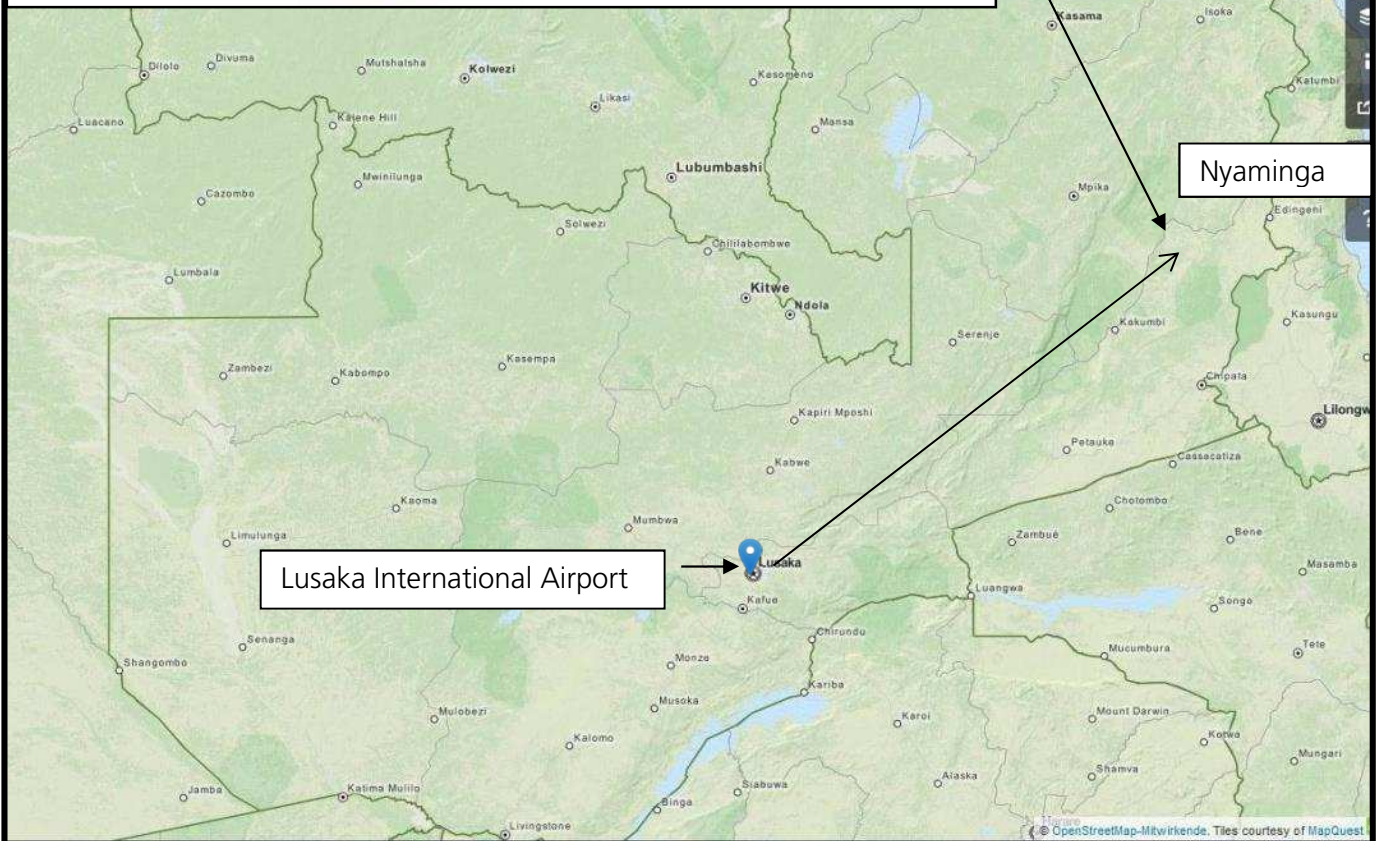 Kasama
Isoka
Dilolo
Divuma
Mutshatsha
Kolwezi
Kasomeno
Katumbi
Likasi
Luacano
Kalene Hill
Mansa
Lubumbashi
Nyaminga
Mwinilunga
Mpika
Cazombo
Edingeni
Solwezi
Chililabombwe
Lumbala
Kitwe
Ndola
Kasungu
Kakumbi
Serenje
Kasempa
Zambezi
Kabompo
Chipata
Kapiri Mposhi
Lilongw
Petauke
Kabwe
Cassacatiza
Kaoma
Chotombo
Mumbwa
Limulunga
Zambué
Bene
Lusaka International Airport
Lusaka
Masamba
Luangwa
Kafue
Songo
Chirundu
Senanga
Tete
Mucumbura
Shangombo
Monze
Kariba
Musoka
Mulobezi
Karoi
Mount Darwin
Kotwa
Kalomo
Mungari
Alaska
Shamva
Jamba
Katima Mulilo
Siabuwa
Binga
Livingstone
Harare
© OpenStreetMap-Mitwirkende. Tiles courtesy of MapQuest